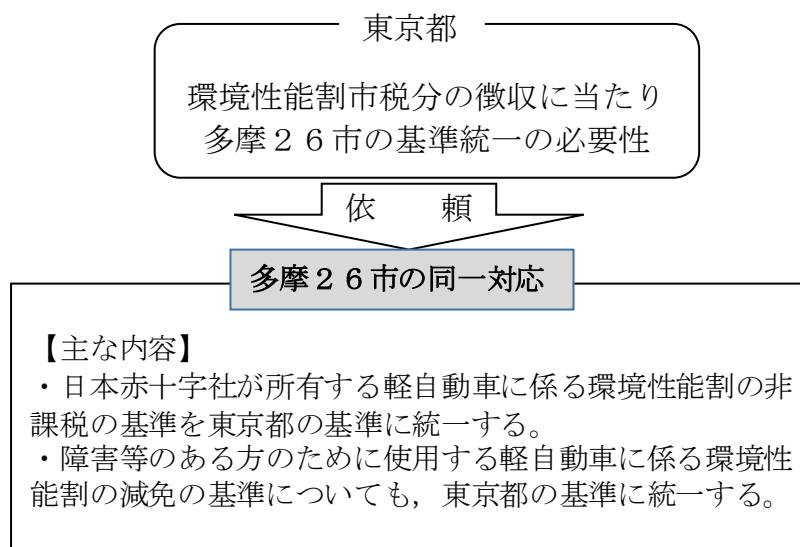 東京都
環境性能割市税分の徴収に当たり
多摩２６市の基準統一の必要性
依　　頼
多摩２６市の同一対応
【主な内容】
・日本赤十字社が所有する軽自動車に係る環境性能割の非
課税の基準を東京都の基準に統一する。
・障害等のある方のために使用する軽自動車に係る環境性
能割の減免の基準についても，東京都の基準に統一する。